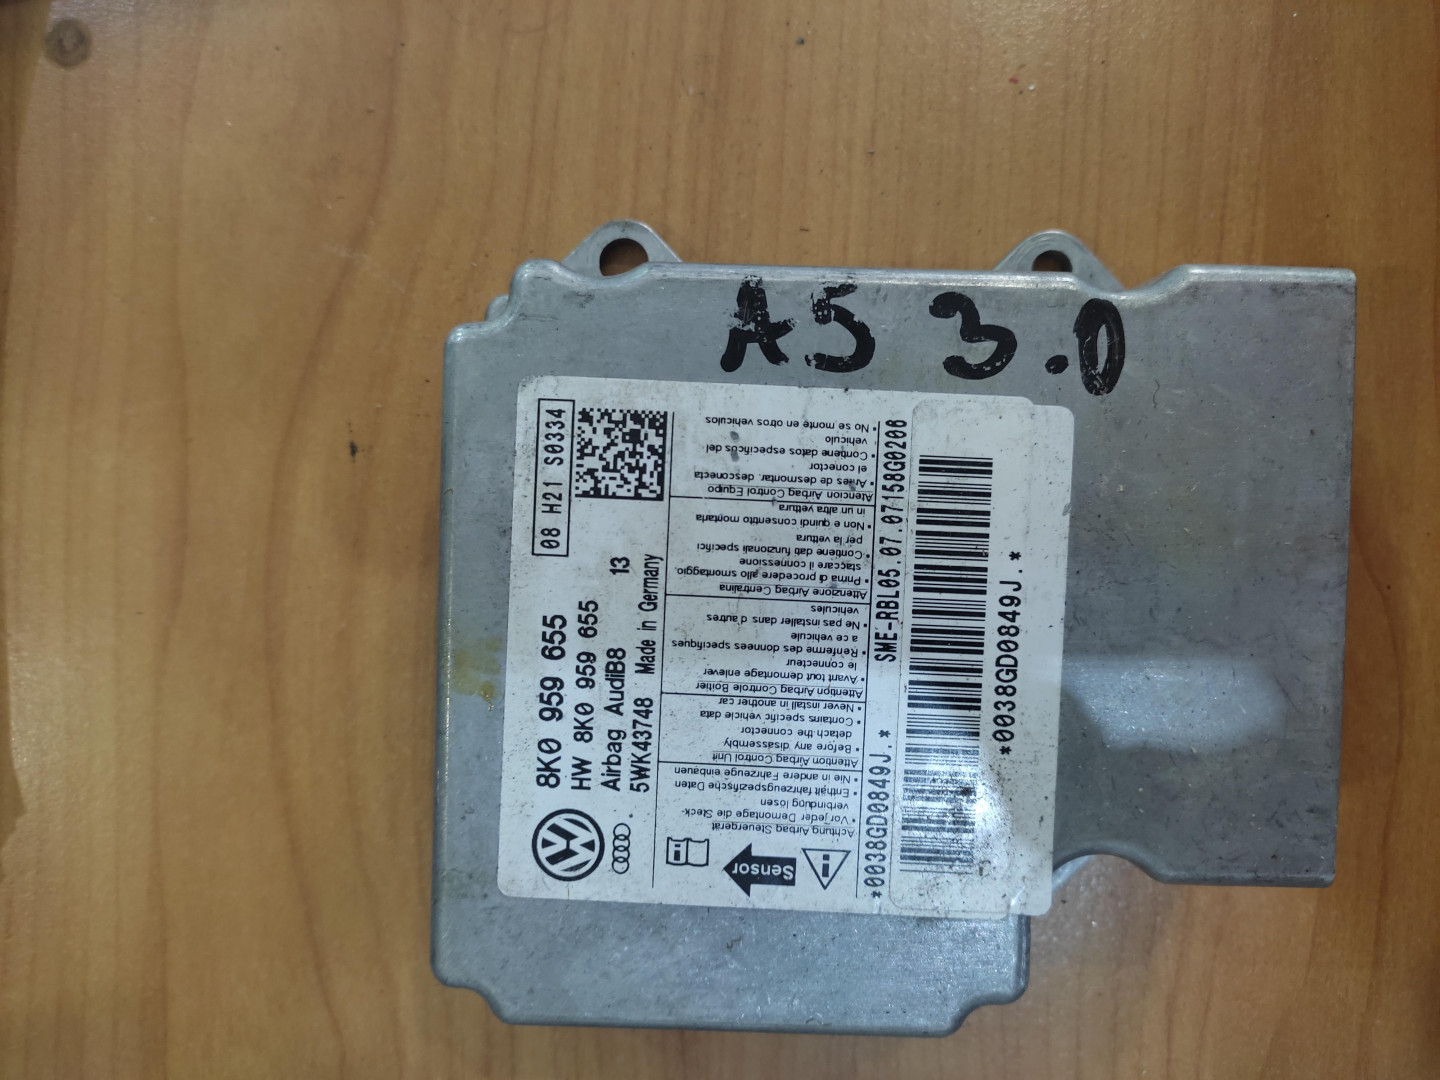 A5 3.0
08 H21 S0334
8K0 959 655
HW 8K0 959 655
Airbag AudiB8 13
5WK43748 Made in Germany
Sensor
Achtung Airbag Steuergerät
• Vor jeder Demontage die Steck-
verbindung lösen
• Enthält fahrzeugspezifische Daten
• Nie in andere Fahrzeuge einbauen
Attention Airbag Control Unit
• Before any disassembly
detach the connector
• Contains specific vehicle data
• Never install in another car
Attention Airbag Controle Boitier
• Avant tout demontage enlever
le connecteur
• Renferme des donnees specifiques
a ce vehicule
• Ne pas installer dans d'autres
vehicules
Attenzione Airbag Centralina
• Prima di procedere allo smontaggio,
staccare il connessione
• Contiene dati funzionali specifici
per la vettura
• Non e quindi consentito montarla
in un altra vettura
Atencion Airbag Control Equipo
• Antes de desmontar, desconecta
el conector
• Contiene datos especificos del
vehiculo
• No se monte en otros vehiculos
*0038GD0849J.* SME-RBL05.07.07158G0206
*0038GD0849J.*